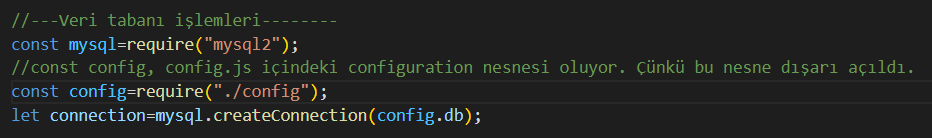 //---Veri tabanı işlemleri--------
const mysql=require("mysql2");
//const config, config.js içindeki configuration nesnesi oluyor. Çünkü bu nesne dışarı açıldı.
const config=require("./config");
let connection=mysql.createConnection(config.db);